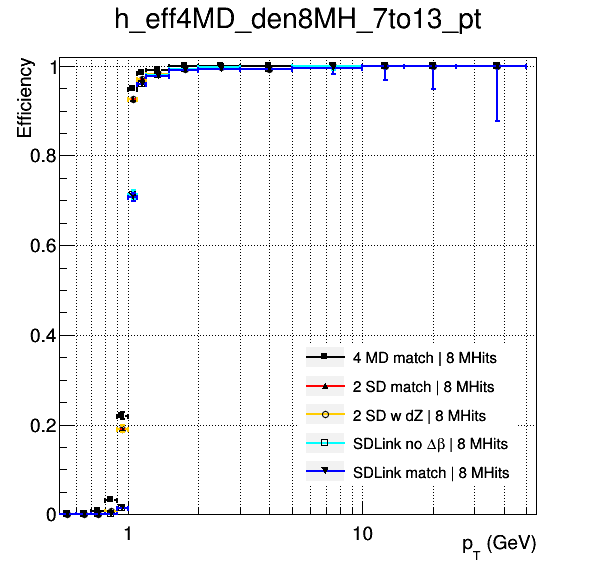 h_eff4MD_den8MH_7to13_pt
Efficiency
1
0.8
0.6
0.4
0.2
0
4 MD match | 8 MHits
2 SD match | 8 MHits
2 SD w dZ | 8 MHits
SDLink no Δβ | 8 MHits
SDLink match | 8 MHits
1
10
p_T (GeV)